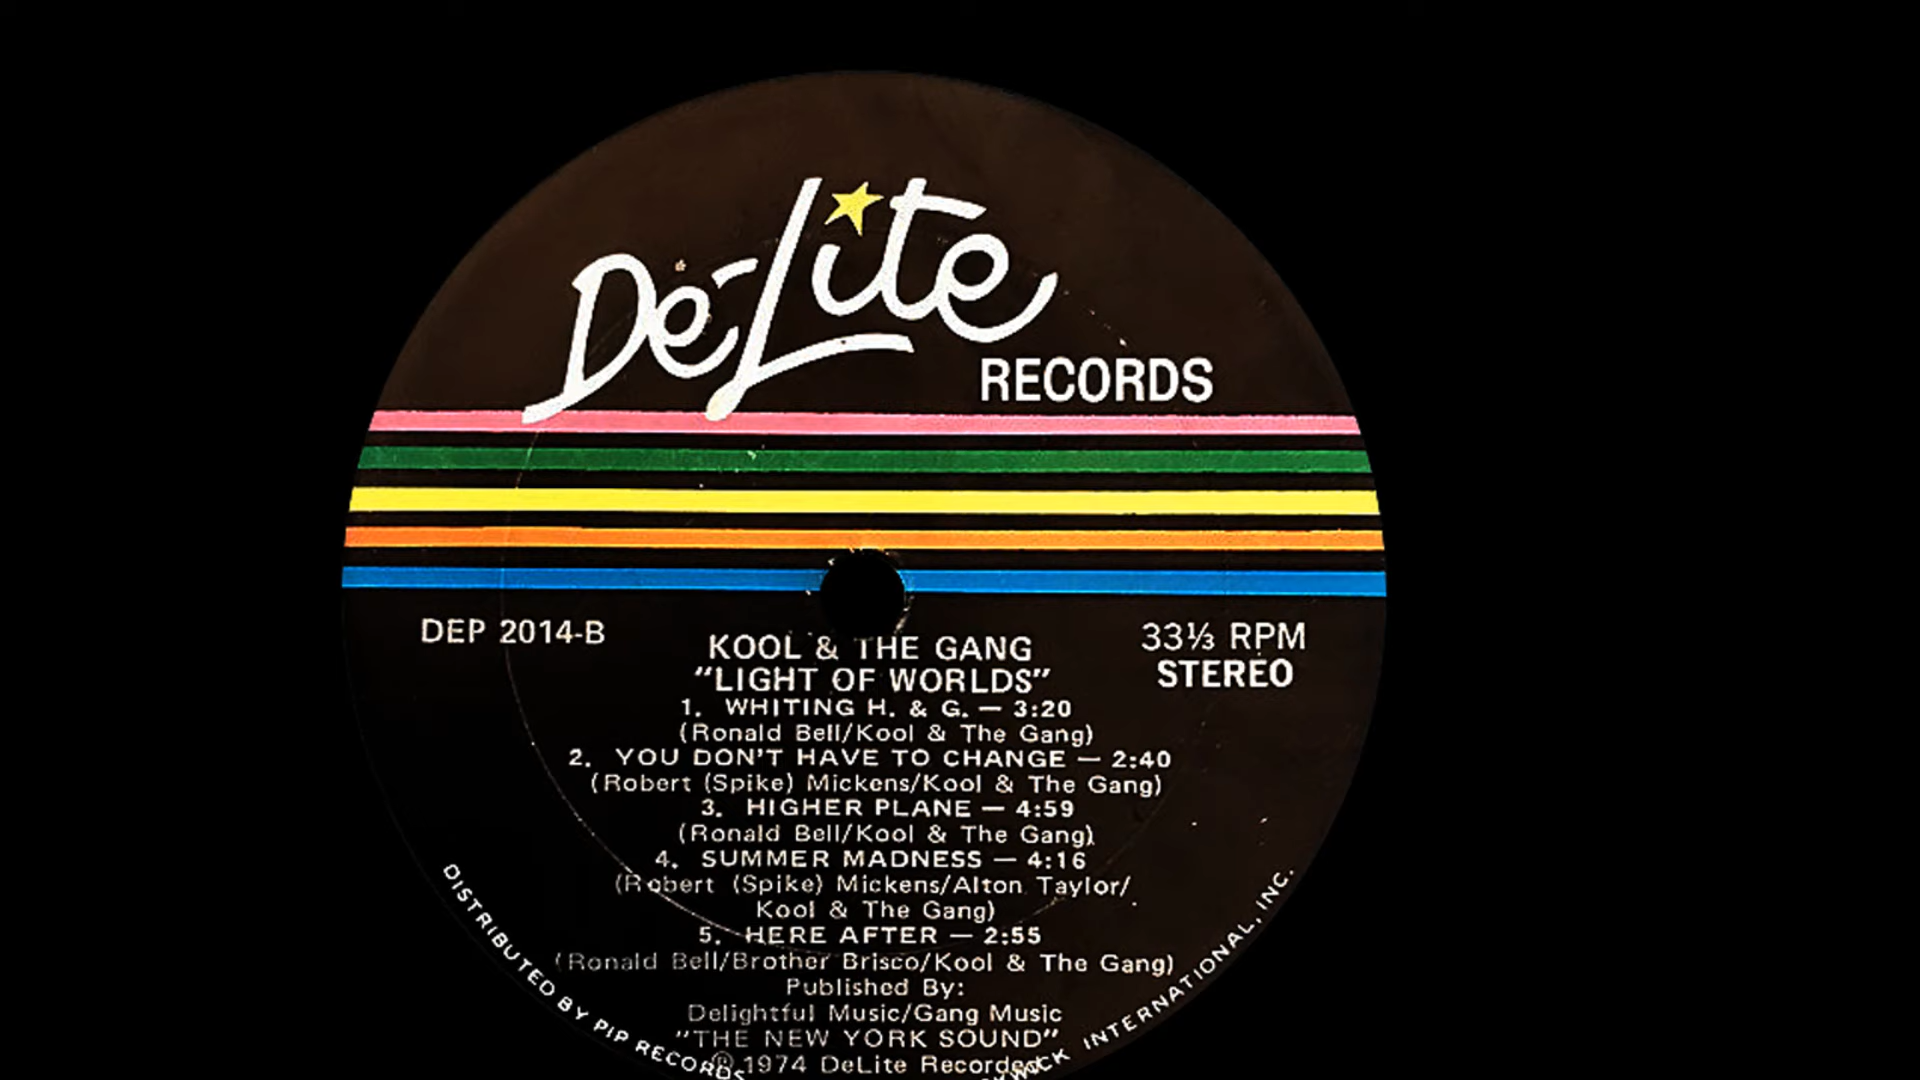 De-Lite
RECORDS
DEP 2014-B
33⅓ RPM
STEREO
KOOL & THE GANG
"LIGHT OF WORLDS"
1. WHITING H. & G. — 3:20
(Ronald Bell/Kool & The Gang)
2. YOU DON'T HAVE TO CHANGE — 2:40
(Robert (Spike) Mickens/Kool & The Gang)
3. HIGHER PLANE — 4:59
(Ronald Bell/Kool & The Gang)
4. SUMMER MADNESS — 4:16
(Robert (Spike) Mickens/Alton Taylor/
Kool & The Gang)
5. HERE AFTER — 2:55
(Ronald Bell/Brother Brisco/Kool & The Gang)
Published By:
Delightful Music/Gang Music
"THE NEW YORK SOUND"
℗ 1974 DeLite Recorded
DISTRIBUTED BY PIP RECORDS
INTERNATIONAL, INC.